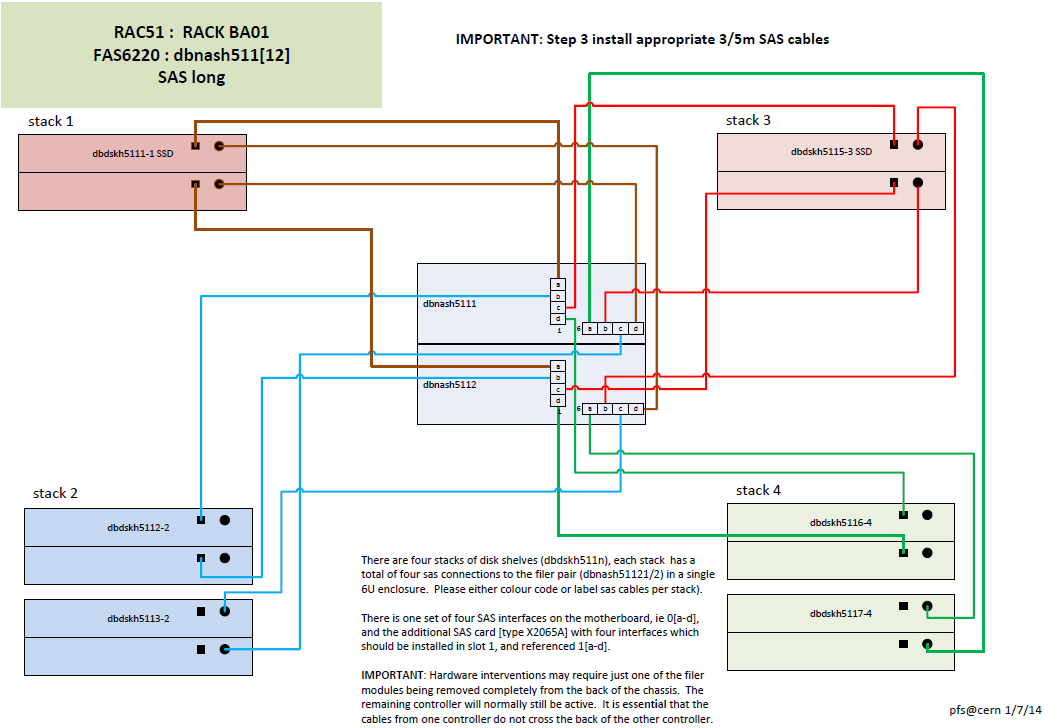 RAC51 : RACK BA01
FAS6220 : dbnash511[12]
SAS long
IMPORTANT: Step 3 install appropriate 3/5m SAS cables
stack 1
dbdskh5111-1 SSD
stack 3
dbdskh5115-3 SSD
dbnash5111
a
b
c
d
1
6 a b c d
dbnash5112
a
b
c
d
1
6 a b c d
stack 2
dbdskh5112-2
dbdskh5113-2
stack 4
dbdskh5116-4
dbdskh5117-4
There are four stacks of disk shelves (dbdskh511n), each stack has a
total of four sas connections to the filer pair (dbnash51121/2) in a single
6U enclosure. Please either colour code or label sas cables per stack).
There is one set of four SAS interfaces on the motherboard, ie 0[a-d],
and the additional SAS card [type X2065A] with four interfaces which
should be installed in slot 1, and referenced 1[a-d].
IMPORTANT: Hardware interventions may require just one of the filer
modules being removed completely from the back of the chassis. The
remaining controller will normally still be active. It is essential that the
cables from one controller do not cross the back of the other controller.
pfs@cern 1/7/14